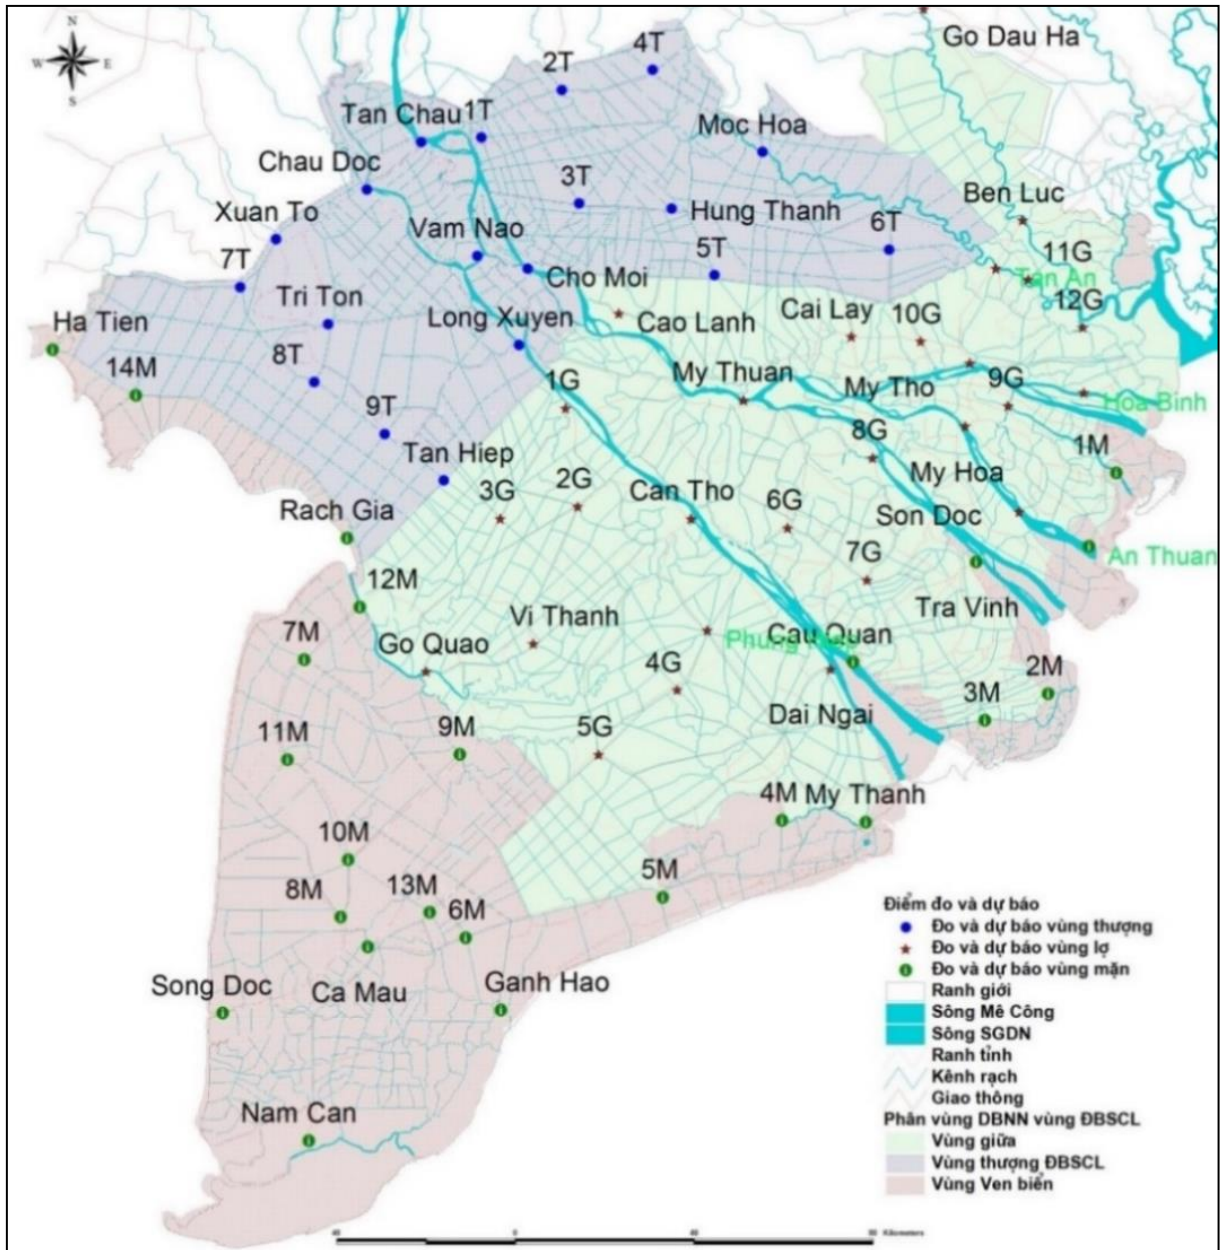 N
W
E
S
Go Dau Ha
4T
2T
Tan Chau
1T
Moc Hoa
Chau Doc
3T
Ben Luc
Xuan To
Hung Thanh
6T
Vam Nao
11G
7T
5T
Cho Moi
Tan An
Tri Ton
12G
Ha Tien
Long Xuyen
Cao Lanh
Cai Lay
10G
14M
8T
1G
My Thuan
My Tho
9G
Hoa Binh
9T
8G
1M
Tan Hiep
My Hoa
3G
2G
Can Tho
6G
Rach Gia
Son Doc
7G
An Thuan
12M
Tra Vinh
7M
Vi Thanh
Go Quao
Cau Quan
4G
2M
3M
11M
9M
5G
Dai Ngai
4M
My Thanh
10M
5M
8M
13M
6M
Song Doc
Ca Mau
Ganh Hao
Nam Can
Điểm đo và dự báo
Đo và dự báo vùng thượng
Đo và dự báo vùng lợ
Đo và dự báo vùng mặn
Ranh giới
Sông Mê Công
Sông SGDN
Ranh tỉnh
Kênh rạch
Giao thông
Phân vùng DBNN vùng ĐBSCL
Vùng giữa
Vùng thượng ĐBSCL
Vùng Ven biển
0
Kilometers